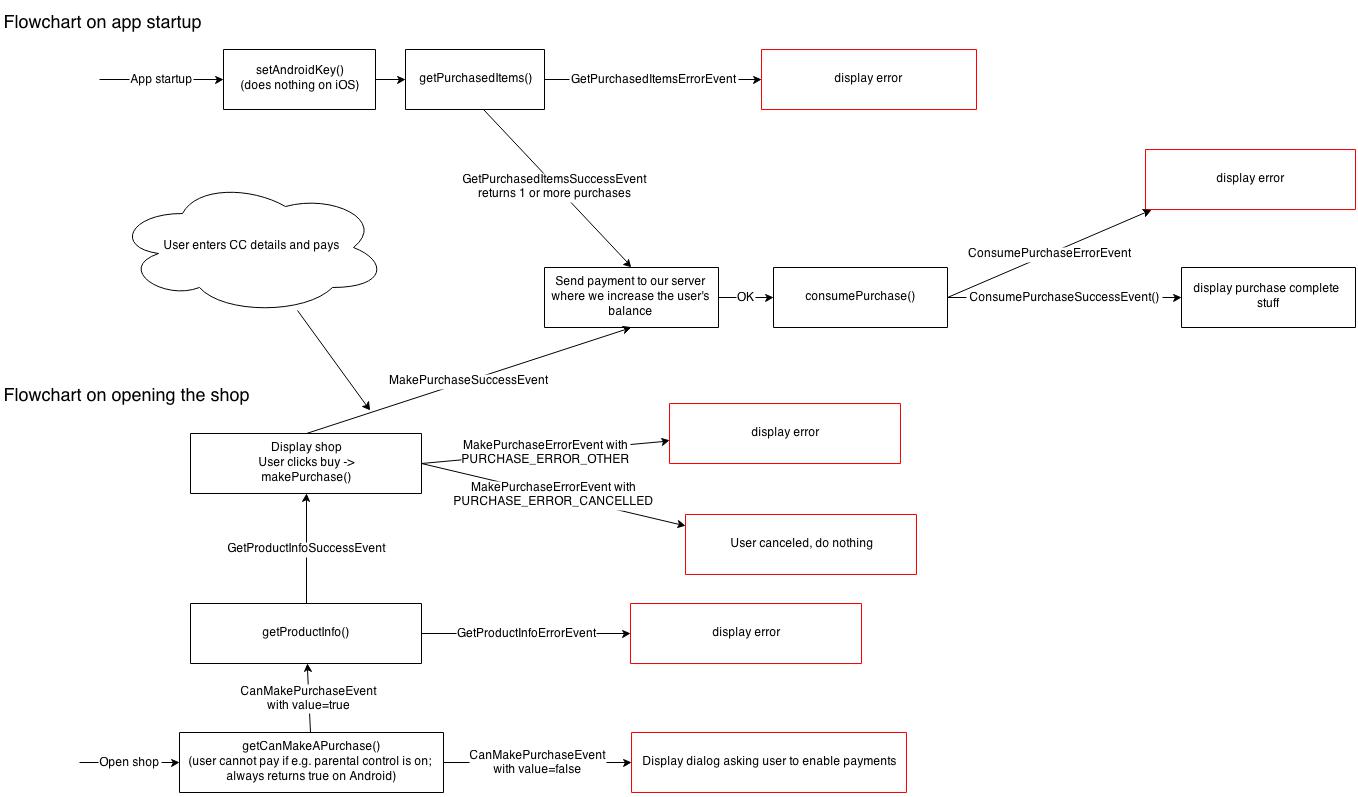 Flowchart on app startup
App startup
setAndroidKey()
(does nothing on iOS)
getPurchasedItems()
GetPurchasedItemsErrorEvent
display error
GetPurchasedItemsSuccessEvent
returns 1 or more purchases
display error
User enters CC details and pays
ConsumePurchaseErrorEvent
Send payment to our server
where we increase the user's
balance
OK
consumePurchase()
ConsumePurchaseSuccessEvent()
display purchase complete
stuff
MakePurchaseSuccessEvent
Flowchart on opening the shop
Display shop
User clicks buy ->
makePurchase()
MakePurchaseErrorEvent with
PURCHASE_ERROR_OTHER
display error
MakePurchaseErrorEvent with
PURCHASE_ERROR_CANCELLED
User canceled, do nothing
GetProductInfoSuccessEvent
getProductInfo()
GetProductInfoErrorEvent
display error
CanMakePurchaseEvent
with value=true
Open shop
getCanMakeAPurchase()
(user cannot pay if e.g. parental control is on;
always returns true on Android)
CanMakePurchaseEvent
with value=false
Display dialog asking user to enable payments